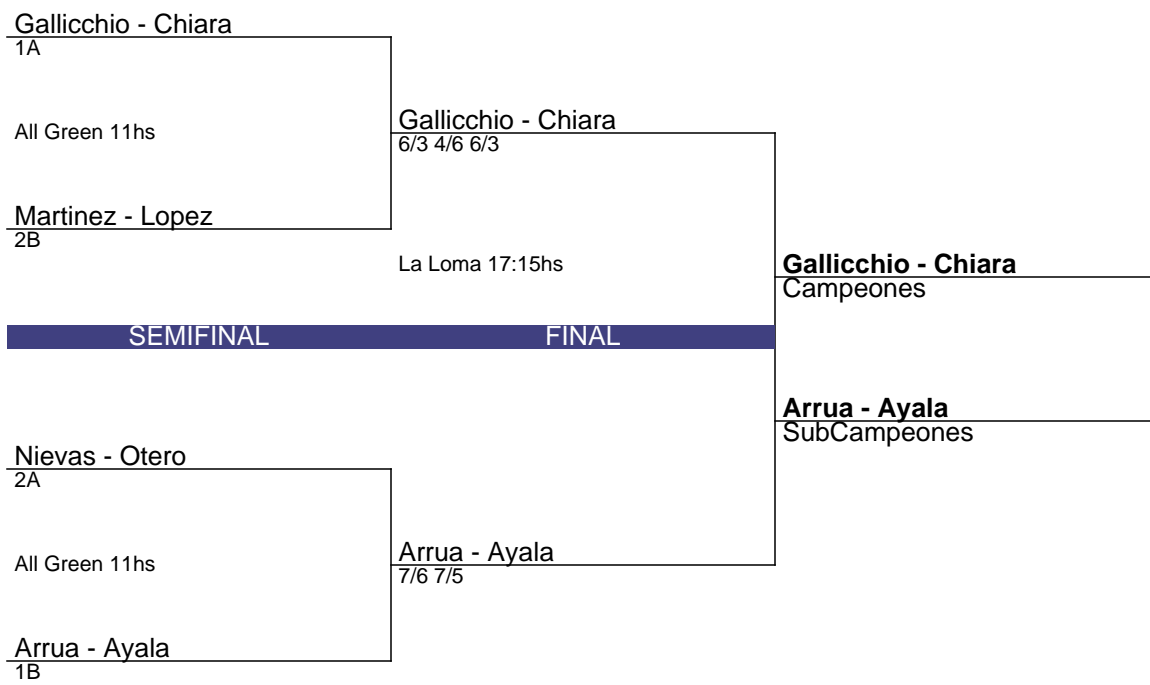 Gallicchio - Chiara
1A
All Green 11hs
Gallicchio - Chiara
6/3 4/6 6/3
Martinez - Lopez
2B
La Loma 17:15hs
Gallicchio - Chiara
Campeones
SEMIFINAL
FINAL
Arrua - Ayala
SubCampeones
Nievas - Otero
2A
All Green 11hs
Arrua - Ayala
7/6 7/5
Arrua - Ayala
1B